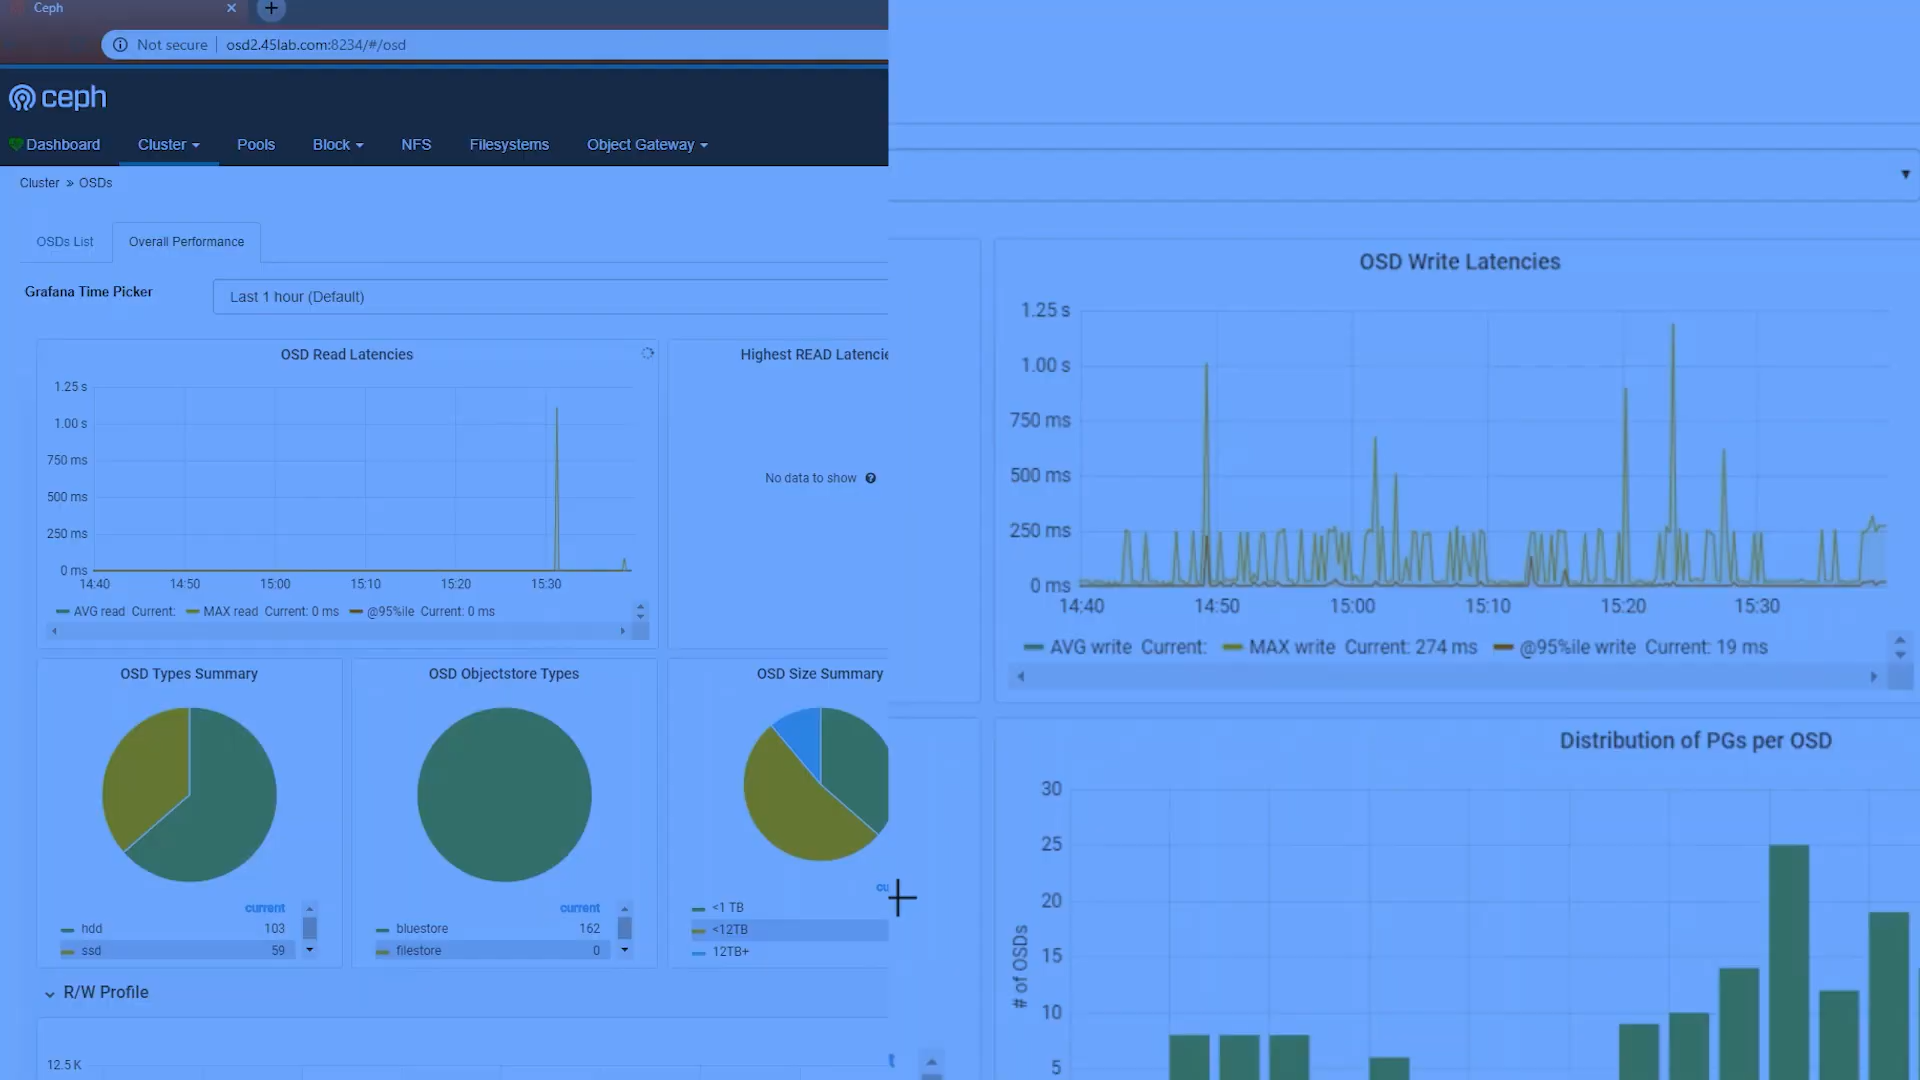 Ceph
Not secure osd2.45lab.com:8234/#/osd
ceph
Dashboard Cluster Pools Block NFS Filesystems Object Gateway
Cluster » OSDs
OSDs List Overall Performance
Grafana Time Picker Last 1 hour (Default)
OSD Read Latencies
1.25 s
1.00 s
750 ms
500 ms
250 ms
0 ms
14:40 14:50 15:00 15:10 15:20 15:30
AVG read Current: MAX read Current: 0 ms @95%ile Current: 0 ms
Highest READ Latencie
No data to show
OSD Types Summary
current
hdd 103
ssd 59
OSD Objectstore Types
current
bluestore 162
filestore 0
OSD Size Summary
cu
<1 TB
<12TB
12TB+
R/W Profile
12.5 K
OSD Write Latencies
1.25 s
1.00 s
750 ms
500 ms
250 ms
0 ms
14:40 14:50 15:00 15:10 15:20 15:30
AVG write Current: MAX write Current: 274 ms @95%ile write Current: 19 ms
Distribution of PGs per OSD
# of OSDs
30
25
20
15
10
5
t